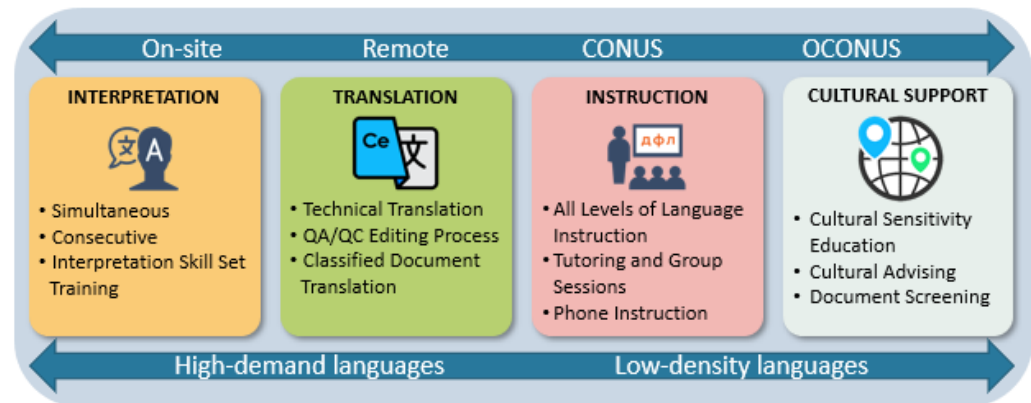 On-site Remote CONUS OCONUS
INTERPRETATION
文 A
• Simultaneous
• Consecutive
• Interpretation Skill Set
Training
TRANSLATION
Ce 文
• Technical Translation
• QA/QC Editing Process
• Classified Document
Translation
INSTRUCTION
дфл
• All Levels of Language
Instruction
• Tutoring and Group
Sessions
• Phone Instruction
CULTURAL SUPPORT
• Cultural Sensitivity
Education
• Cultural Advising
• Document Screening
High-demand languages Low-density languages